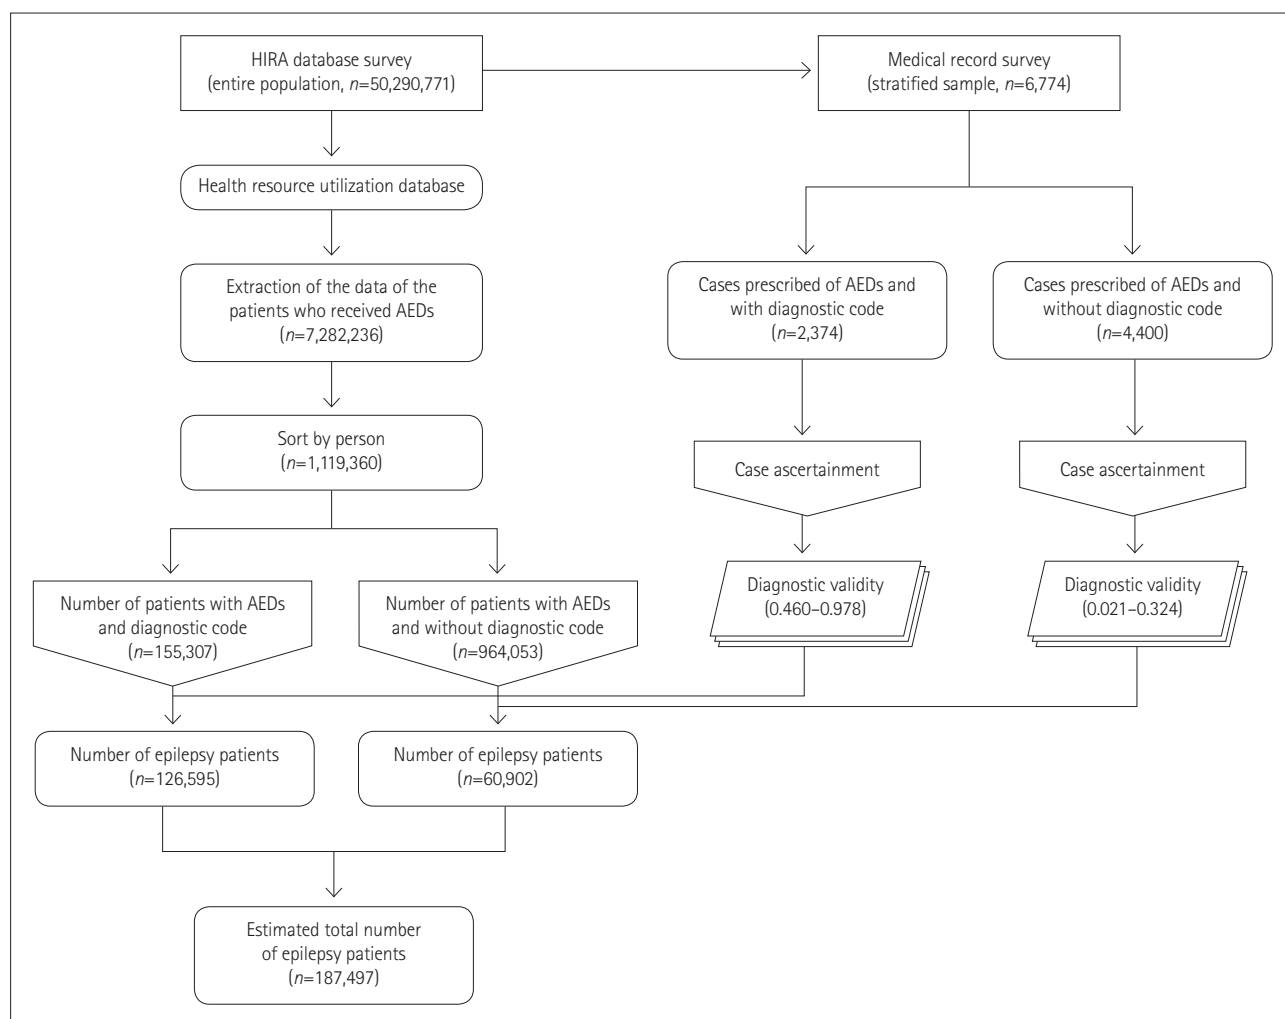 HIRA database survey
(entire population, n=50,290,771)
Medical record survey
(stratified sample, n=6,774)
Health resource utilization database
Extraction of the data of the
patients who received AEDs
(n=7,282,236)
Cases prescribed of AEDs and
with diagnostic code
(n=2,374)
Cases prescribed of AEDs and
without diagnostic code
(n=4,400)
Sort by person
(n=1,119,360)
Case ascertainment
Case ascertainment
Number of patients with AEDs
and diagnostic code
(n=155,307)
Number of patients with AEDs
and without diagnostic code
(n=964,053)
Diagnostic validity
(0.460–0.978)
Diagnostic validity
(0.021–0.324)
Number of epilepsy patients
(n=126,595)
Number of epilepsy patients
(n=60,902)
Estimated total number
of epilepsy patients
(n=187,497)